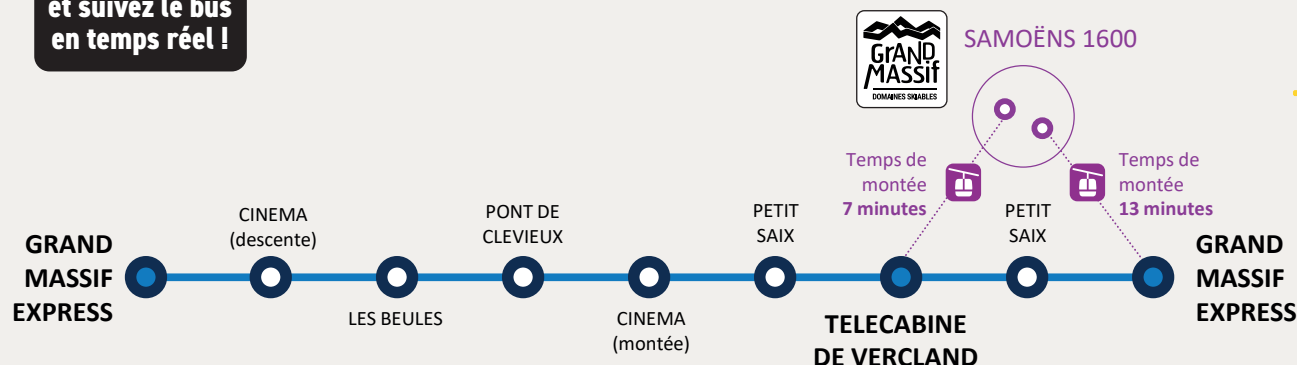 et suivez le bus
en temps réel !
GrAND
MASSif
DOMAINES SKIABLES
SAMOËNS 1600
Temps de
montée
7 minutes
Temps de
montée
13 minutes
GRAND
MASSIF
EXPRESS
CINEMA
(descente)
LES BEULES
PONT DE
CLEVIEUX
CINEMA
(montée)
PETIT
SAIX
TELECABINE
DE VERCLAND
PETIT
SAIX
GRAND
MASSIF
EXPRESS